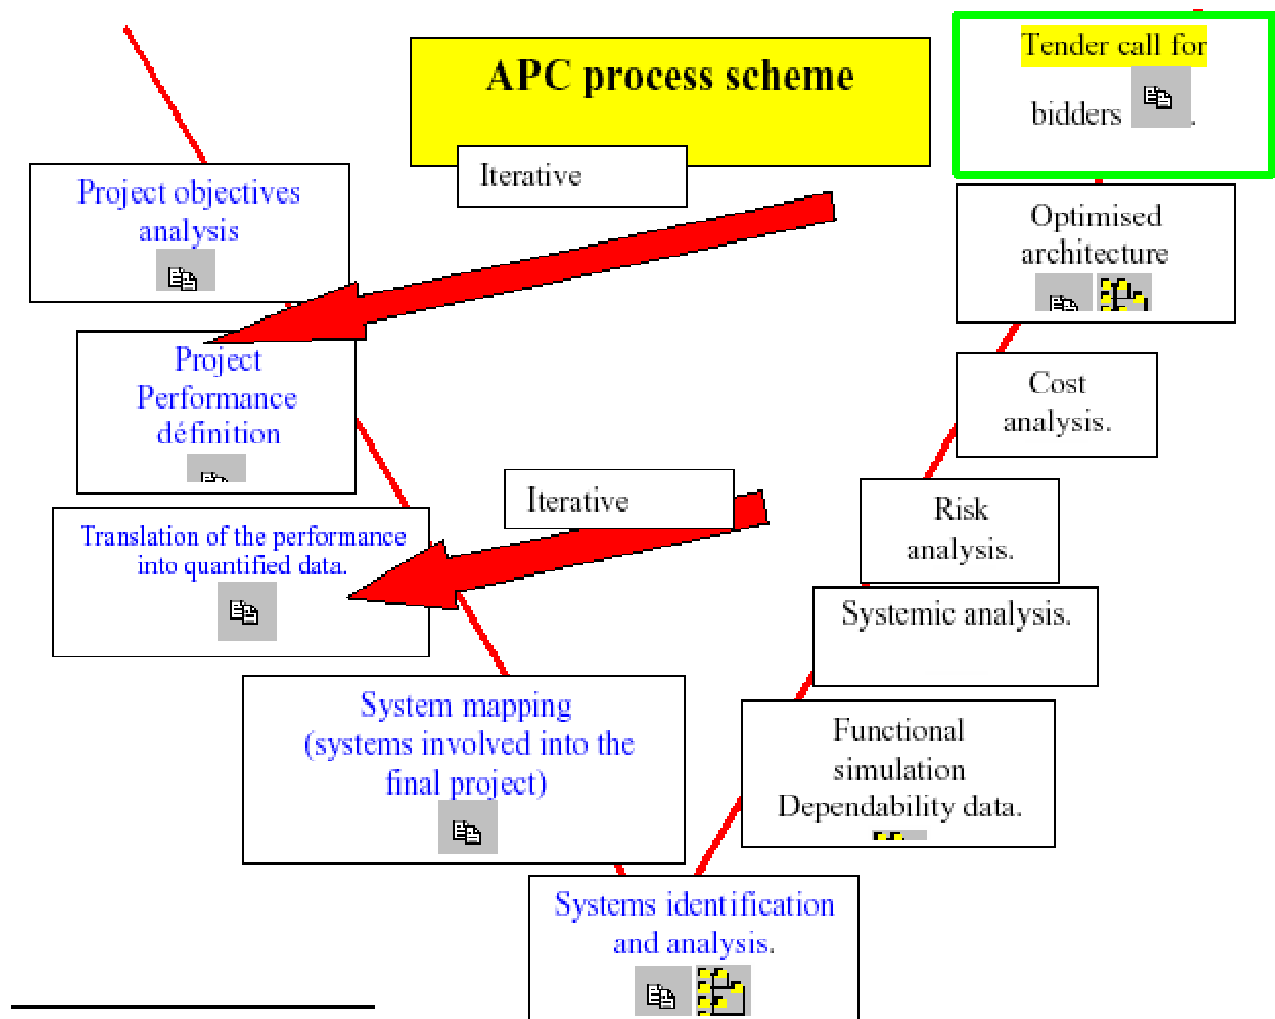 APC process scheme
Tender call for
bidders .
Iterative
Project objectives
analysis
Optimised
architecture
Project
Performance
définition
Cost
analysis.
Iterative
Risk
analysis.
Translation of the performance
into quantified data.
Systemic analysis.
System mapping
(systems involved into the
final project)
Functional
simulation
Dependability data.
Systems identification
and analysis.